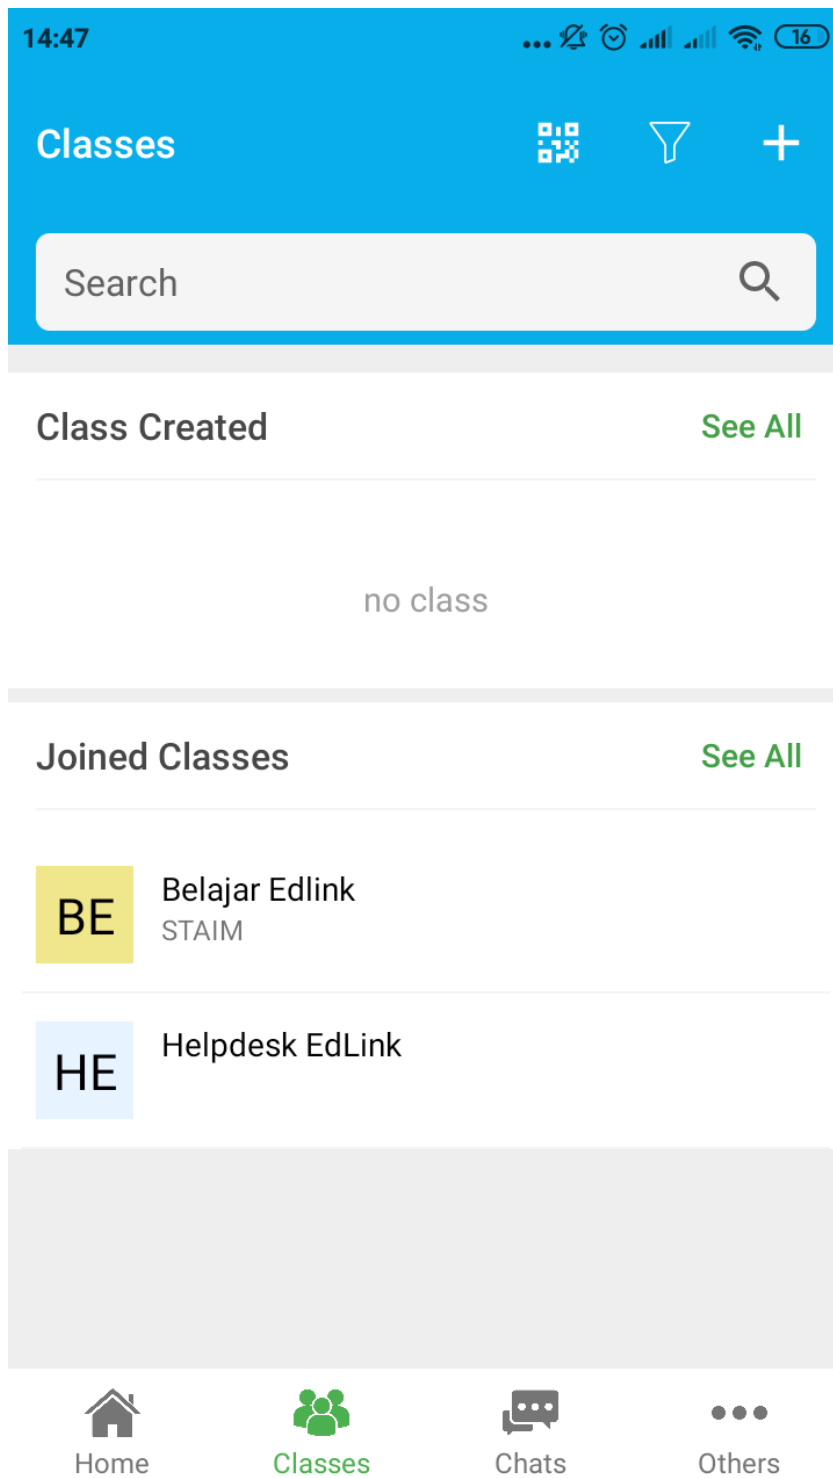 14:47
16
Classes
Search
Class Created
See All
no class
Joined Classes
See All
BE
Belajar Edlink
STAIM
HE
Helpdesk EdLink
Home
Classes
Chats
Others